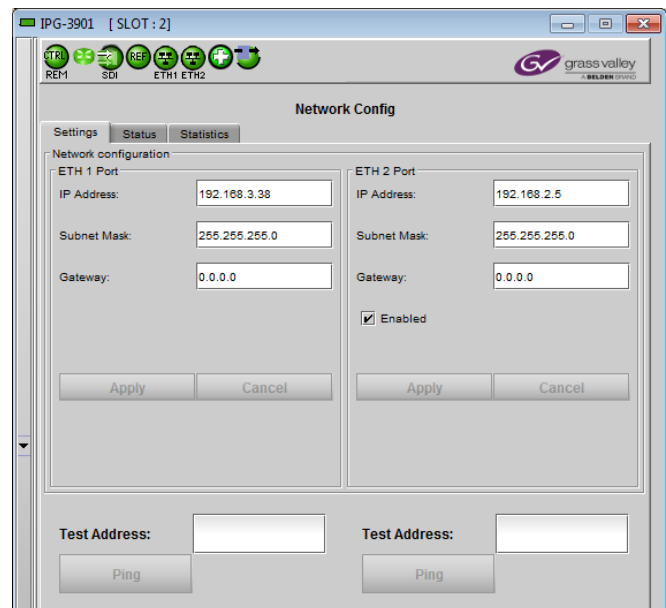 IPG-3901 [ SLOT : 2]
CTRL REF
REM SDI ETH1 ETH2
GV grass valley
A BELDEN BRAND
Network Config
Settings Status Statistics
Network configuration
ETH 1 Port
IP Address: 192.168.3.38
Subnet Mask: 255.255.255.0
Gateway: 0.0.0.0
Apply Cancel
ETH 2 Port
IP Address: 192.168.2.5
Subnet Mask: 255.255.255.0
Gateway: 0.0.0.0
Enabled
Apply Cancel
Test Address:
Ping
Test Address:
Ping